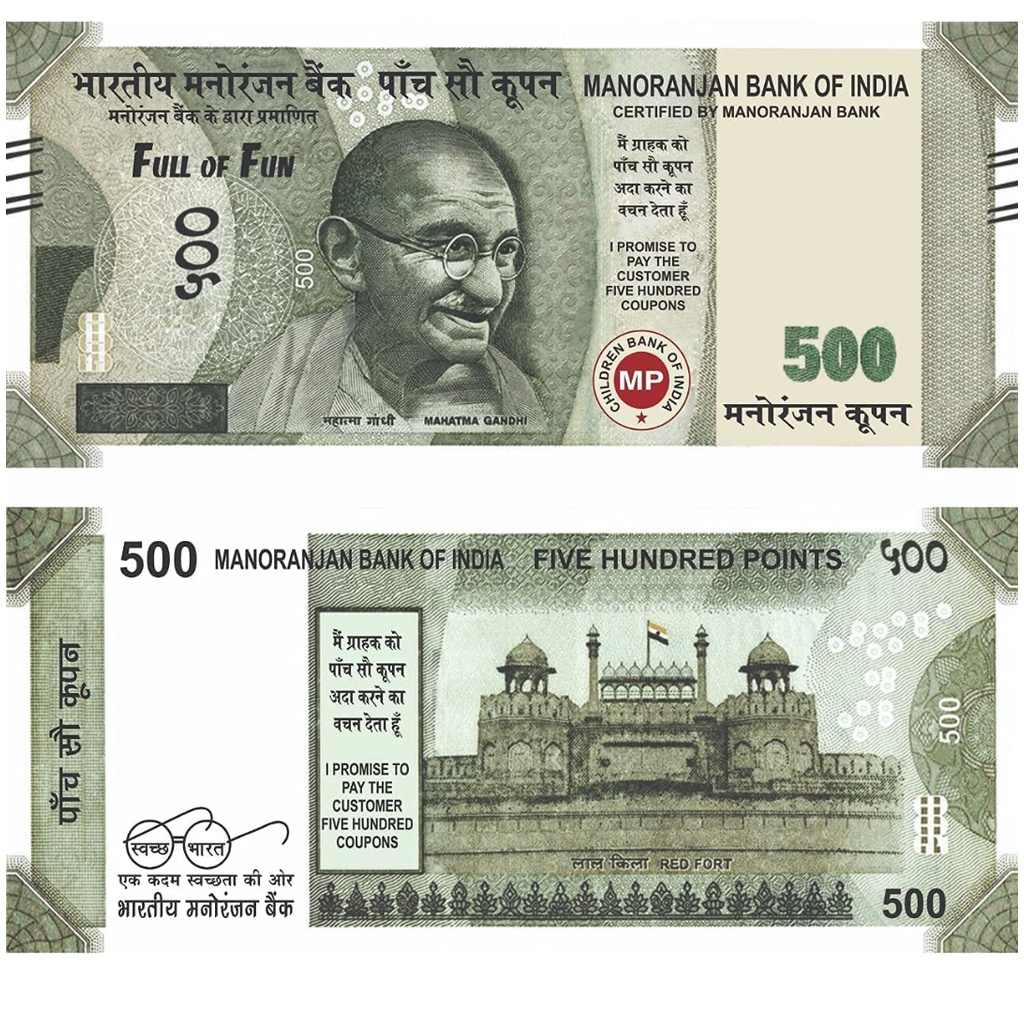 भारतीय मनोरंजन बैंक पाँच सौ कूपन MANORANJAN BANK OF INDIA
मनोरंजन बैंक के द्वारा प्रमाणित CERTIFIED BY MANORANJAN BANK
FULL OF FUN
५००
500
मैं ग्राहक को
पाँच सौ कूपन
अदा करने का
वचन देता हूँ
I PROMISE TO
PAY THE
CUSTOMER
FIVE HUNDRED
COUPONS
CHILDREN BANK OF INDIA
MP
500
मनोरंजन कूपन
महात्मा गांधी MAHATMA GANDHI
500 MANORANJAN BANK OF INDIA FIVE HUNDRED POINTS ५००
पाँच सौ कूपन
मैं ग्राहक को
पाँच सौ कूपन
अदा करने का
वचन देता हूँ
I PROMISE TO
PAY THE
CUSTOMER
FIVE HUNDRED
COUPONS
500
स्वच्छ भारत
एक कदम स्वच्छता की ओर
भारतीय मनोरंजन बैंक
लाल क़िला RED FORT
500